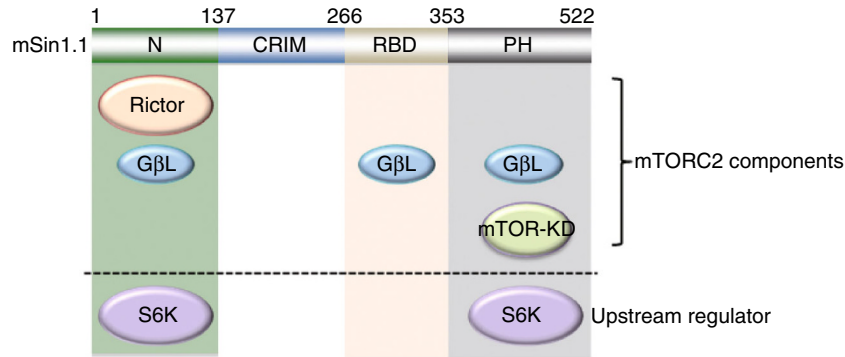 1 137 266 353 522
mSin1.1 N CRIM RBD PH
Rictor
GβL GβL GβL
mTORC2 components
mTOR-KD
S6K S6K Upstream regulator